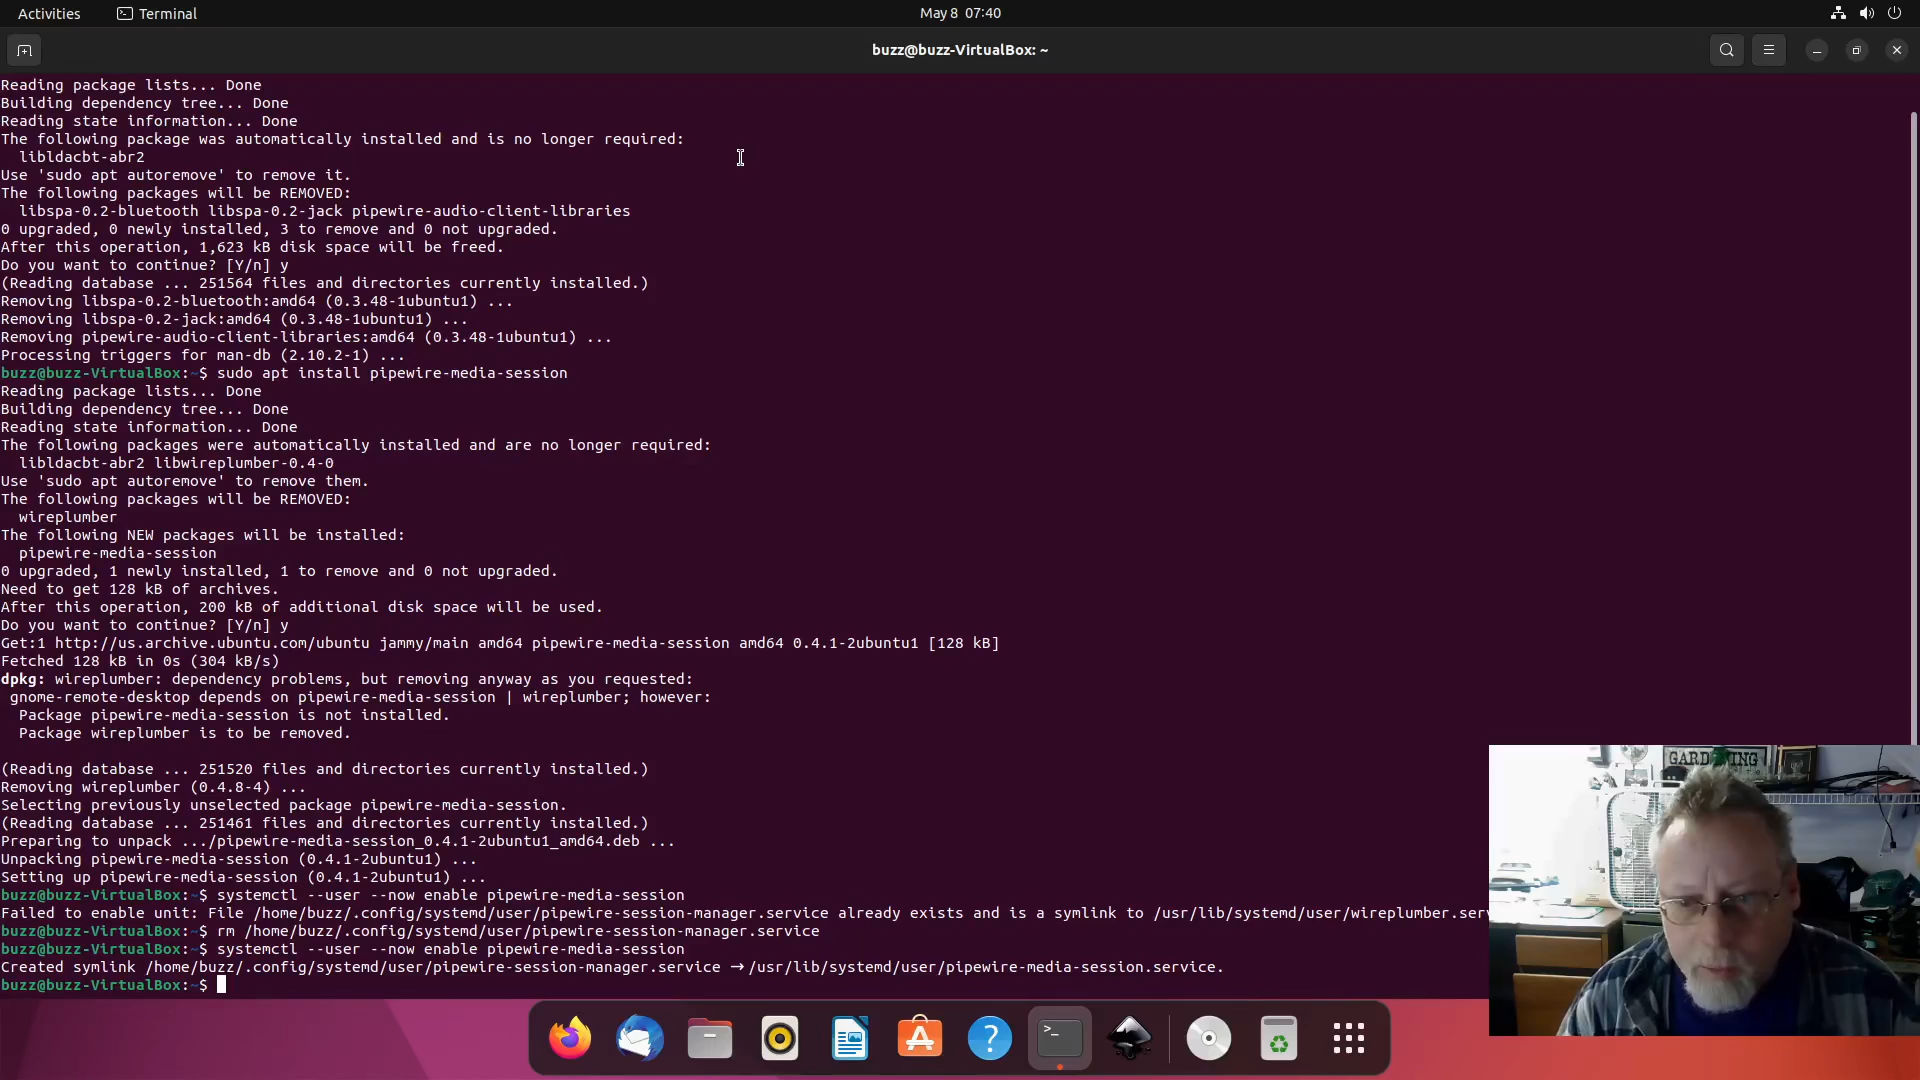 Activities
Terminal
May 8 07:40
buzz@buzz-VirtualBox: ~
Reading package lists... Done
Building dependency tree... Done
Reading state information... Done
The following package was automatically installed and is no longer required:
  libldacbt-abr2
Use 'sudo apt autoremove' to remove it.
The following packages will be REMOVED:
  libspa-0.2-bluetooth libspa-0.2-jack pipewire-audio-client-libraries
0 upgraded, 0 newly installed, 3 to remove and 0 not upgraded.
After this operation, 1,623 kB disk space will be freed.
Do you want to continue? [Y/n] y
(Reading database ... 251564 files and directories currently installed.)
Removing libspa-0.2-bluetooth:amd64 (0.3.48-1ubuntu1) ...
Removing libspa-0.2-jack:amd64 (0.3.48-1ubuntu1) ...
Removing pipewire-audio-client-libraries:amd64 (0.3.48-1ubuntu1) ...
Processing triggers for man-db (2.10.2-1) ...
buzz@buzz-VirtualBox:~$ sudo apt install pipewire-media-session
Reading package lists... Done
Building dependency tree... Done
Reading state information... Done
The following packages were automatically installed and are no longer required:
  libldacbt-abr2 libwireplumber-0.4-0
Use 'sudo apt autoremove' to remove them.
The following packages will be REMOVED:
  wireplumber
The following NEW packages will be installed:
  pipewire-media-session
0 upgraded, 1 newly installed, 1 to remove and 0 not upgraded.
Need to get 128 kB of archives.
After this operation, 200 kB of additional disk space will be used.
Do you want to continue? [Y/n] y
Get:1 http://us.archive.ubuntu.com/ubuntu jammy/main amd64 pipewire-media-session amd64 0.4.1-2ubuntu1 [128 kB]
Fetched 128 kB in 0s (304 kB/s)
dpkg: wireplumber: dependency problems, but removing anyway as you requested:
 gnome-remote-desktop depends on pipewire-media-session | wireplumber; however:
  Package pipewire-media-session is not installed.
  Package wireplumber is to be removed.
(Reading database ... 251520 files and directories currently installed.)
Removing wireplumber (0.4.8-4) ...
Selecting previously unselected package pipewire-media-session.
(Reading database ... 251461 files and directories currently installed.)
Preparing to unpack .../pipewire-media-session_0.4.1-2ubuntu1_amd64.deb ...
Unpacking pipewire-media-session (0.4.1-2ubuntu1) ...
Setting up pipewire-media-session (0.4.1-2ubuntu1) ...
buzz@buzz-VirtualBox:~$ systemctl --user --now enable pipewire-media-session
Failed to enable unit: File /home/buzz/.config/systemd/user/pipewire-session-manager.service already exists and is a symlink to /usr/lib/systemd/user/wireplumber.serv
buzz@buzz-VirtualBox:~$ rm /home/buzz/.config/systemd/user/pipewire-session-manager.service
buzz@buzz-VirtualBox:~$ systemctl --user --now enable pipewire-media-session
Created symlink /home/buzz/.config/systemd/user/pipewire-session-manager.service → /usr/lib/systemd/user/pipewire-media-session.service.
buzz@buzz-VirtualBox:~$